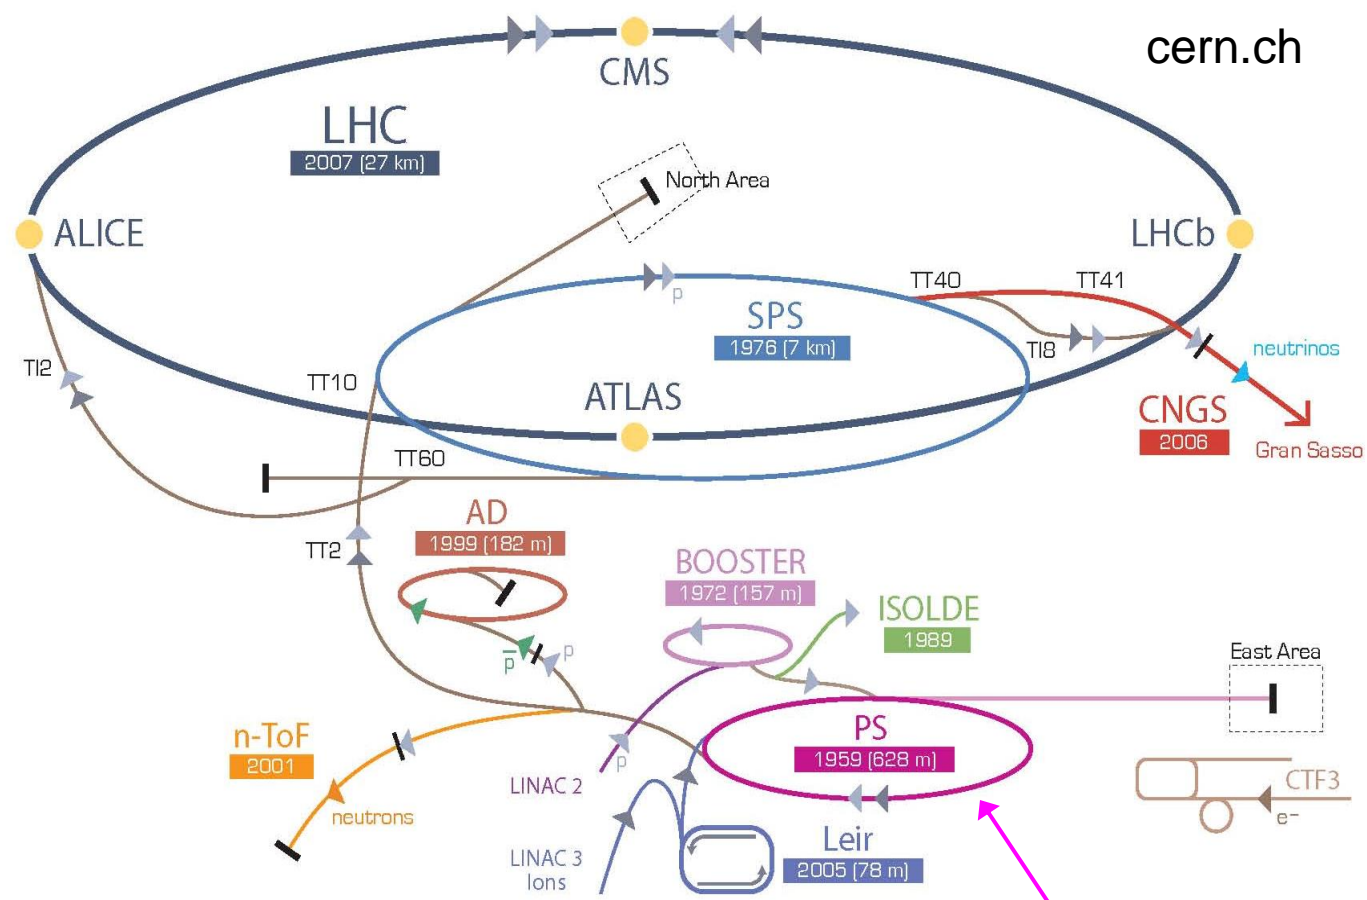 cern.ch
CMS
LHC
2007 (27 km)
North Area
ALICE
LHCb
TT40
TT41
p
SPS
1976 (7 km)
TI8
neutrinos
TI2
TT10
ATLAS
CNGS
2006
Gran Sasso
TT60
AD
1999 (182 m)
TT2
BOOSTER
1972 (157 m)
ISOLDE
1989
p̅
p
East Area
n-ToF
2001
PS
1959 (628 m)
p
LINAC 2
CTF3
e-
neutrons
Leir
2005 (78 m)
LINAC 3
Ions